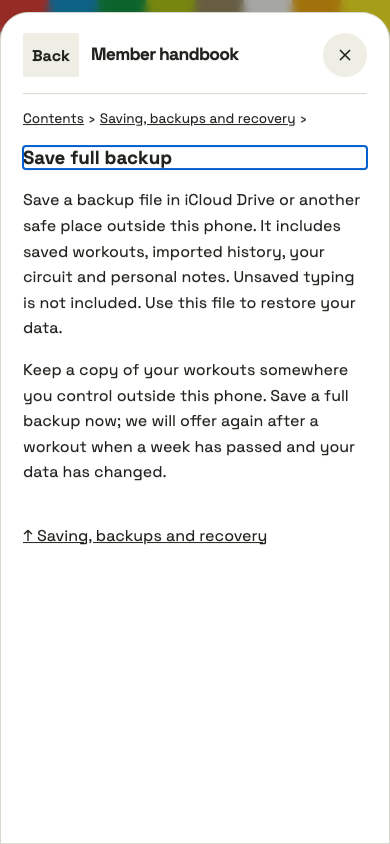 Back
Member handbook
Contents > Saving, backups and recovery >
Save full backup
Save a backup file in iCloud Drive or another
safe place outside this phone. It includes
saved workouts, imported history, your
circuit and personal notes. Unsaved typing
is not included. Use this file to restore your
data.
Keep a copy of your workouts somewhere
you control outside this phone. Save a full
backup now; we will offer again after a
workout when a week has passed and your
data has changed.
↑ Saving, backups and recovery